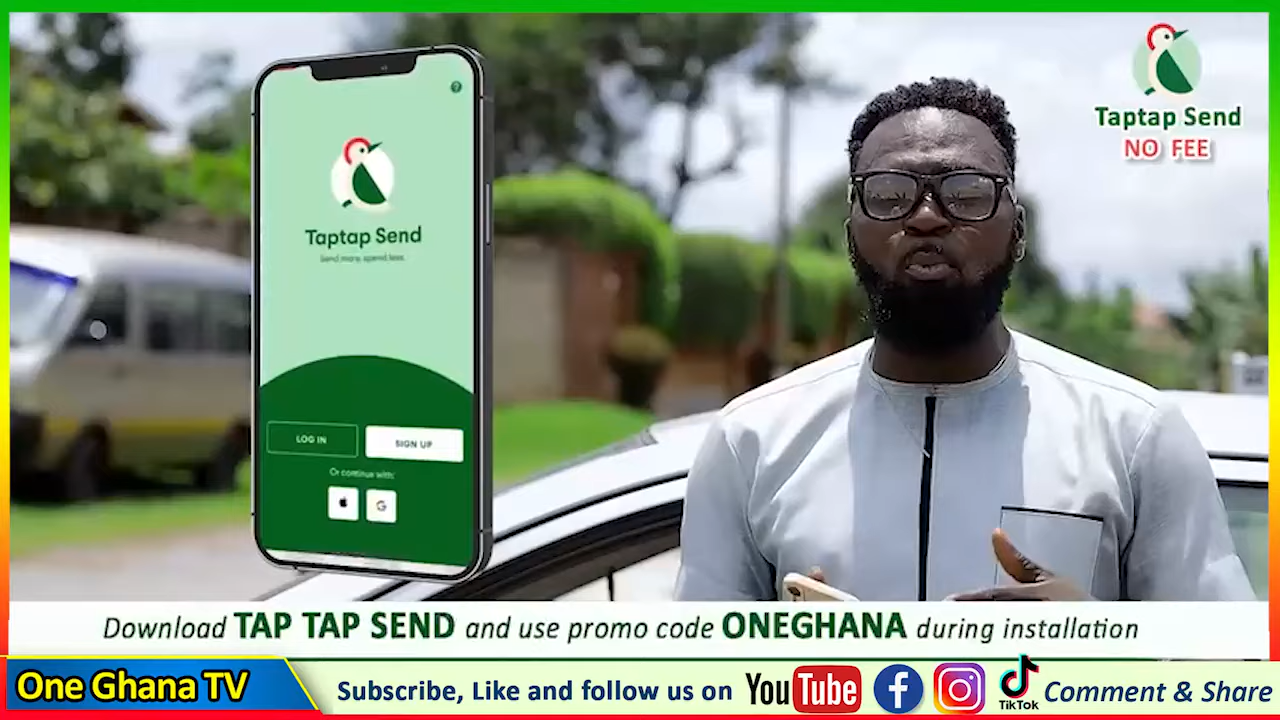 Taptap Send
NO FEE
Taptap Send
Send more, spend less.
LOG IN
SIGN UP
Or continue with:
G
Download TAP TAP SEND and use promo code ONEGHANA during installation
One Ghana TV
Subscribe, Like and follow us on YouTube f TikTok Comment & Share